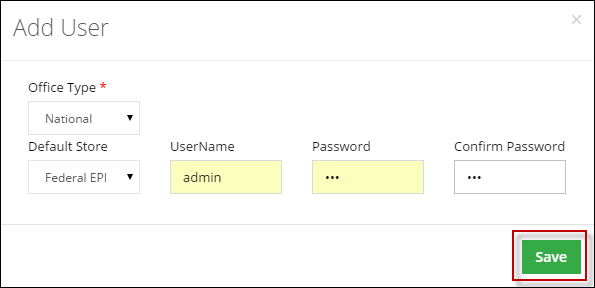 Add User ×
Office Type *
National
Default Store UserName Password Confirm Password
Federal EPI admin ••• •••
Save